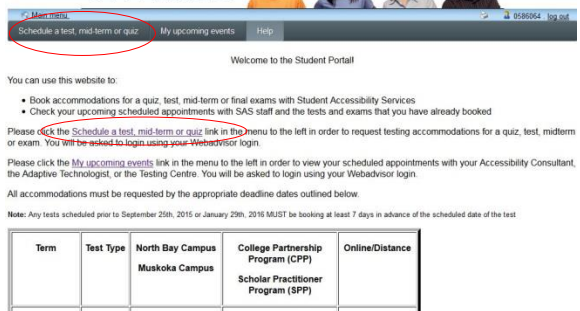 Main menu
0586064 log out
Schedule a test, mid-term or quiz My upcoming events Help
Welcome to the Student Portal!
You can use this website to:
• Book accommodations for a quiz, test, mid-term or final exams with Student Accessibility Services
• Check your upcoming scheduled appointments with SAS staff and the tests and exams that you have already booked
Please click the Schedule a test, mid-term or quiz link in the menu to the left in order to request testing accommodations for a quiz, test, midterm
or exam. You will be asked to login using your Webadvisor login.
Please click the My upcoming events link in the menu to the left in order to view your scheduled appointments with your Accessibility Consultant,
the Adaptive Technologist, or the Testing Centre. You will be asked to login using your Webadvisor login.
All accommodations must be requested by the appropriate deadline dates outlined below.
Note: Any tests scheduled prior to September 25th, 2015 or January 29th, 2016 MUST be booking at least 7 days in advance of the scheduled date of the test
Term
Test Type
North Bay Campus
Muskoka Campus
College Partnership
Program (CPP)
Scholar Practitioner
Program (SPP)
Online/Distance